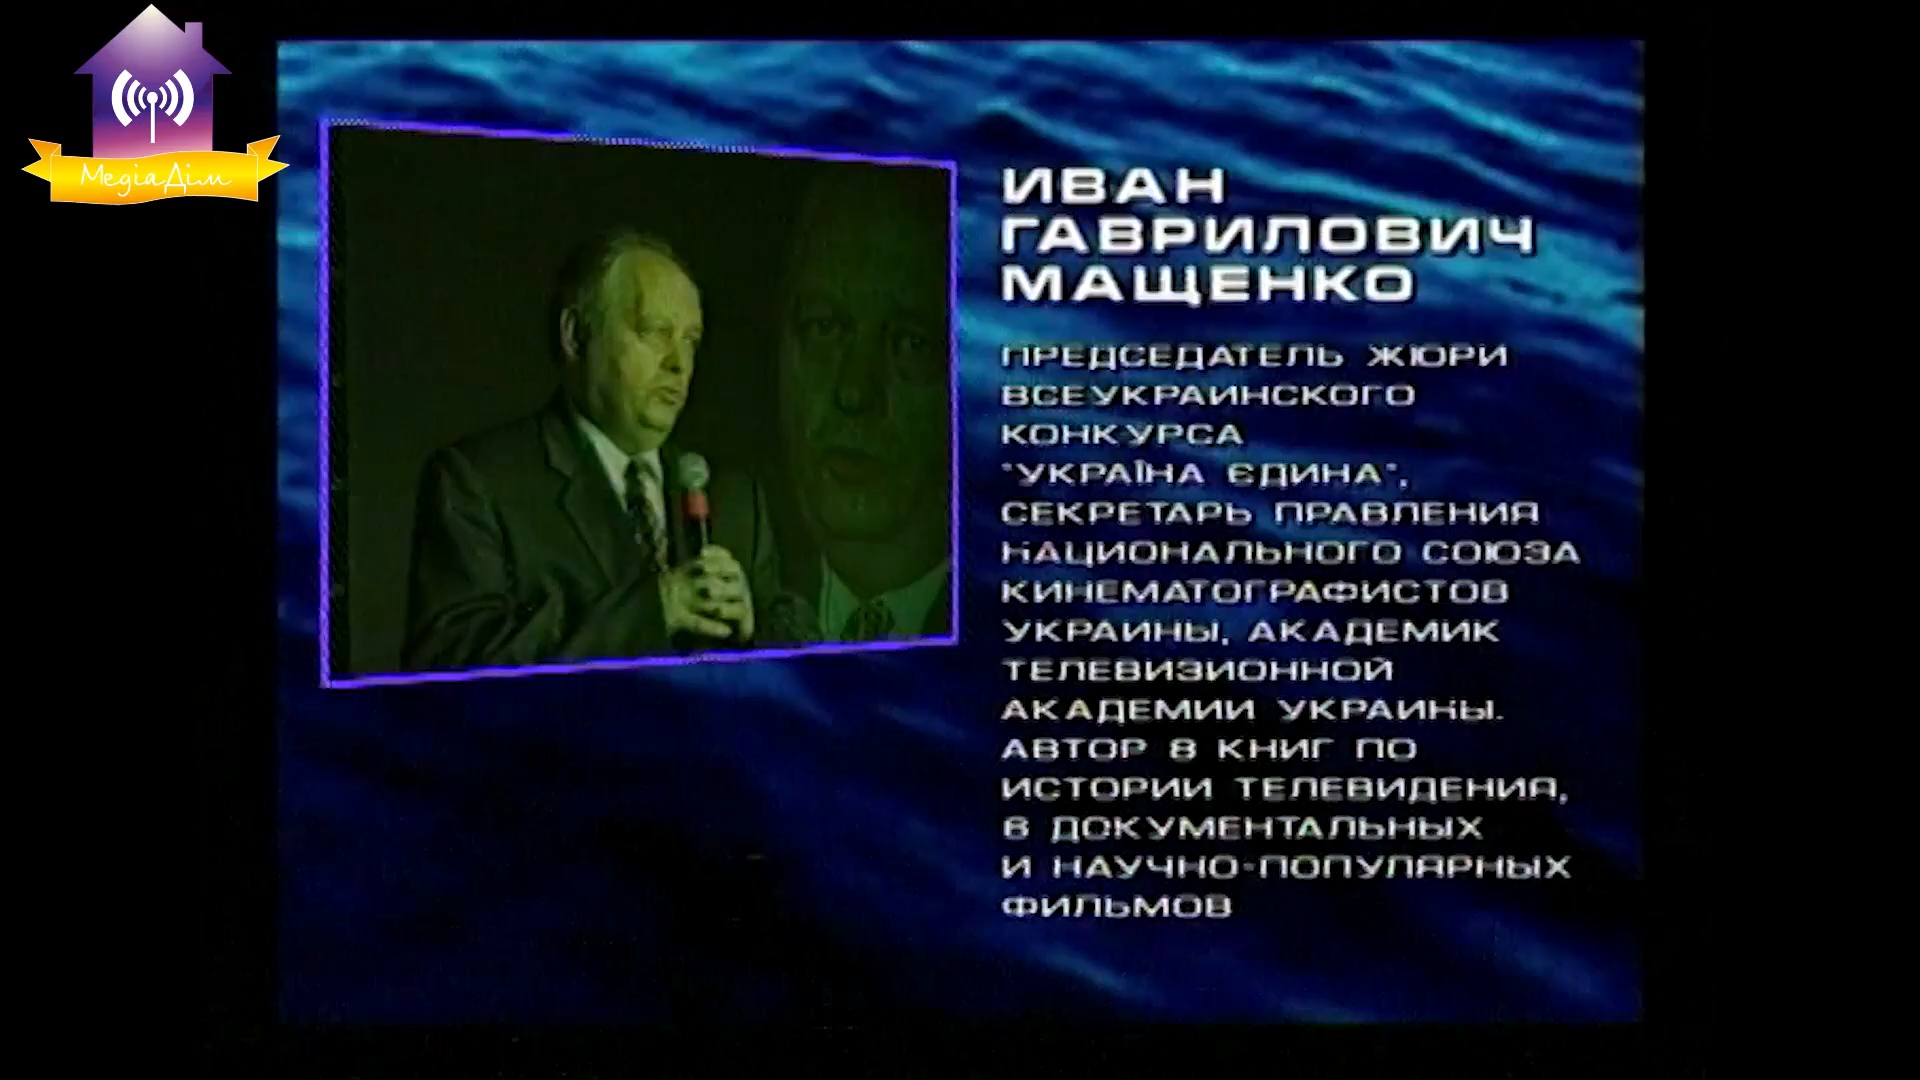 МедіаДім
ИВАН
ГАВРИЛОВИЧ
МАЩЕНКО
ПРЕДСЕДАТЕЛЬ ЖЮРИ
ВСЕУКРАИНСКОГО
КОНКУРСА
"УКРАЇНА ЄДИНА",
СЕКРЕТАРЬ ПРАВЛЕНИЯ
НАЦИОНАЛЬНОГО СОЮЗА
КИНЕМАТОГРАФИСТОВ
УКРАИНЫ, АКАДЕМИК
ТЕЛЕВИЗИОННОЙ
АКАДЕМИИ УКРАИНЫ.
АВТОР 8 КНИГ ПО
ИСТОРИИ ТЕЛЕВИДЕНИЯ,
8 ДОКУМЕНТАЛЬНЫХ
И НАУЧНО-ПОПУЛЯРНЫХ
ФИЛЬМОВ